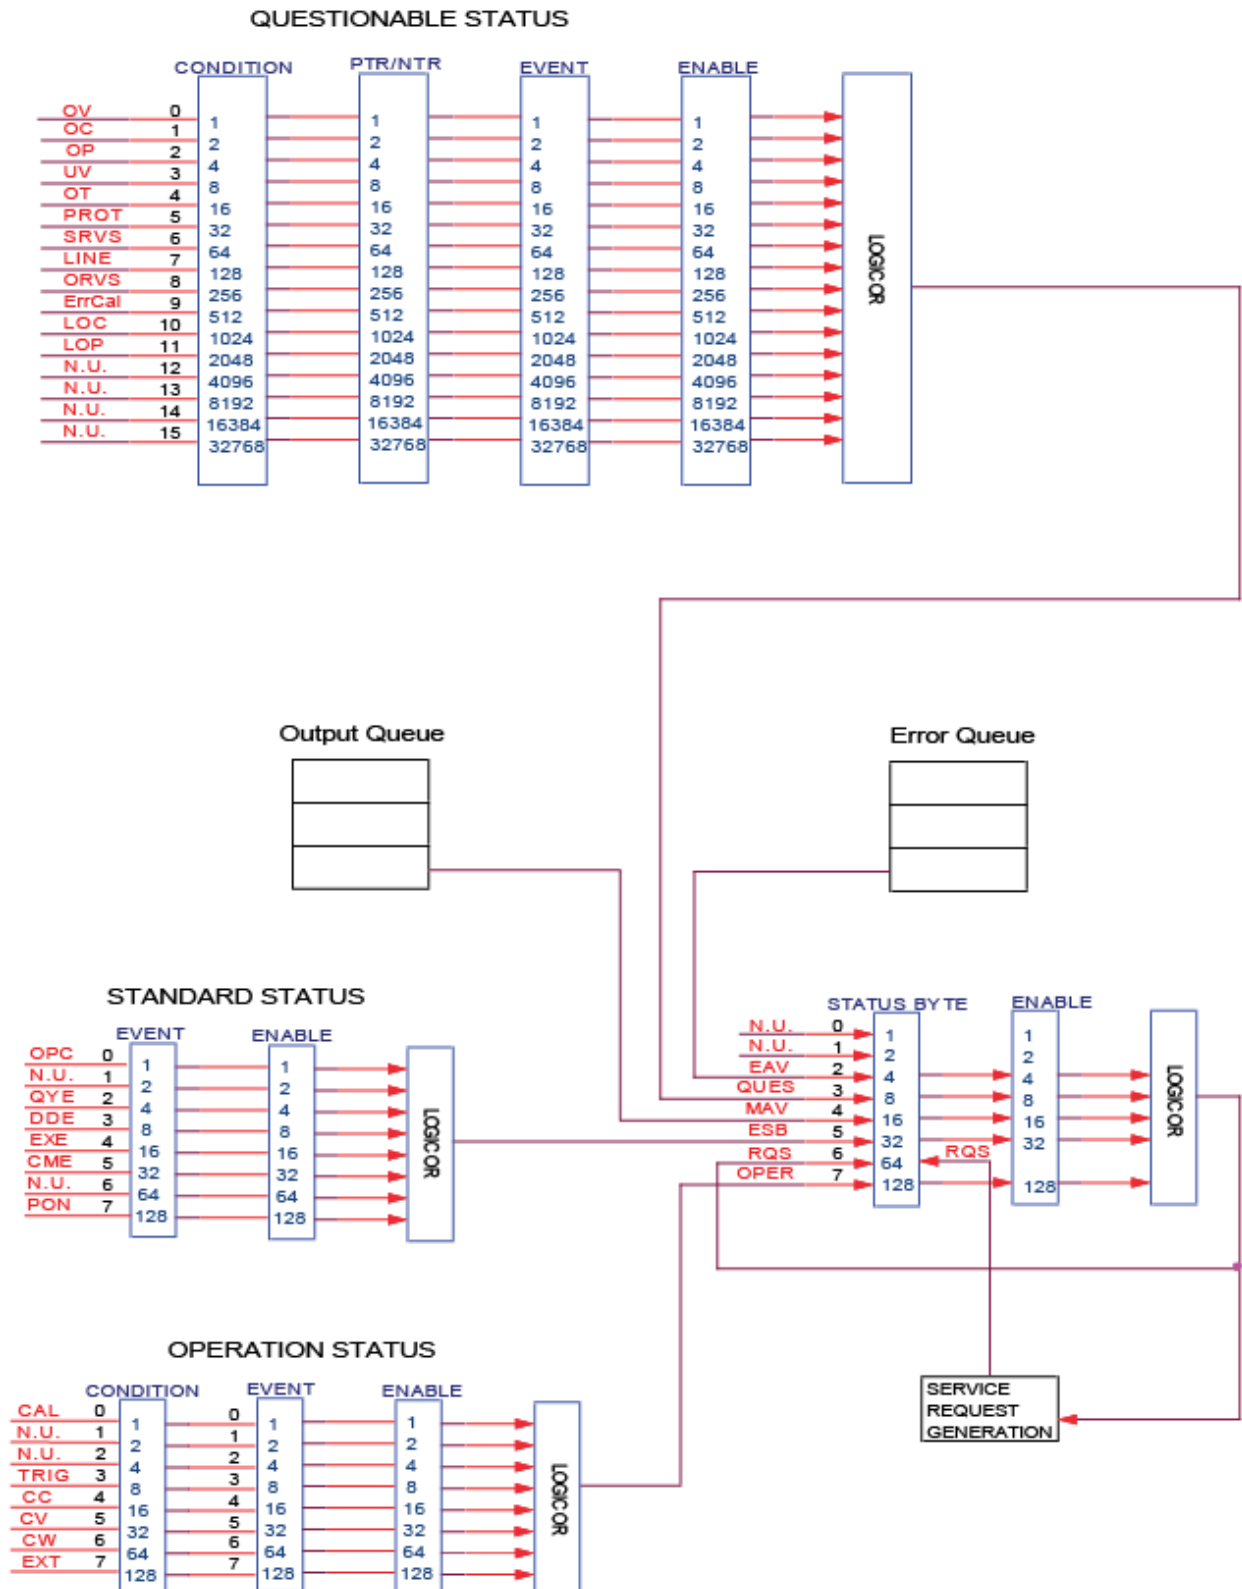 QUESTIONABLE STATUS
CONDITION PTR/NTR EVENT ENABLE
OV 0 1 1 1 1
OC 1 2 2 2 2
OP 2 4 4 4 4
UV 3 8 8 8 8
OT 4 16 16 16 16
PROT 5 32 32 32 32
SRVS 6 64 64 64 64
LINE 7 128 128 128 128
ORVS 8 256 256 256 256
ErrCal 9 512 512 512 512
LOC 10 1024 1024 1024 1024
LOP 11 2048 2048 2048 2048
N.U. 12 4096 4096 4096 4096
N.U. 13 8192 8192 8192 8192
N.U. 14 16384 16384 16384 16384
N.U. 15 32768 32768 32768 32768
LOGIC OR
Output Queue
Error Queue
STANDARD STATUS
EVENT ENABLE
OPC 0 1 1
N.U. 1 2 2
QYE 2 4 4
DDE 3 8 8
EXE 4 16 16
CME 5 32 32
N.U. 6 64 64
PON 7 128 128
LOGIC OR
STATUS BYTE ENABLE
N.U. 0 1 1
N.U. 1 2 2
EAV 2 4 4
QUES 3 8 8
MAV 4 16 16
ESB 5 32 32
RQS 6 64 RQS
OPER 7 128 128
LOGIC OR
SERVICE
REQUEST
GENERATION
OPERATION STATUS
CONDITION EVENT ENABLE
CAL 0 1 0 1 1
N.U. 1 2 1 2 2
N.U. 2 4 2 4 4
TRIG 3 8 3 8 8
CC 4 16 4 16 16
CV 5 32 5 32 32
CW 6 64 6 64 64
EXT 7 128 7 128 128
LOGIC OR